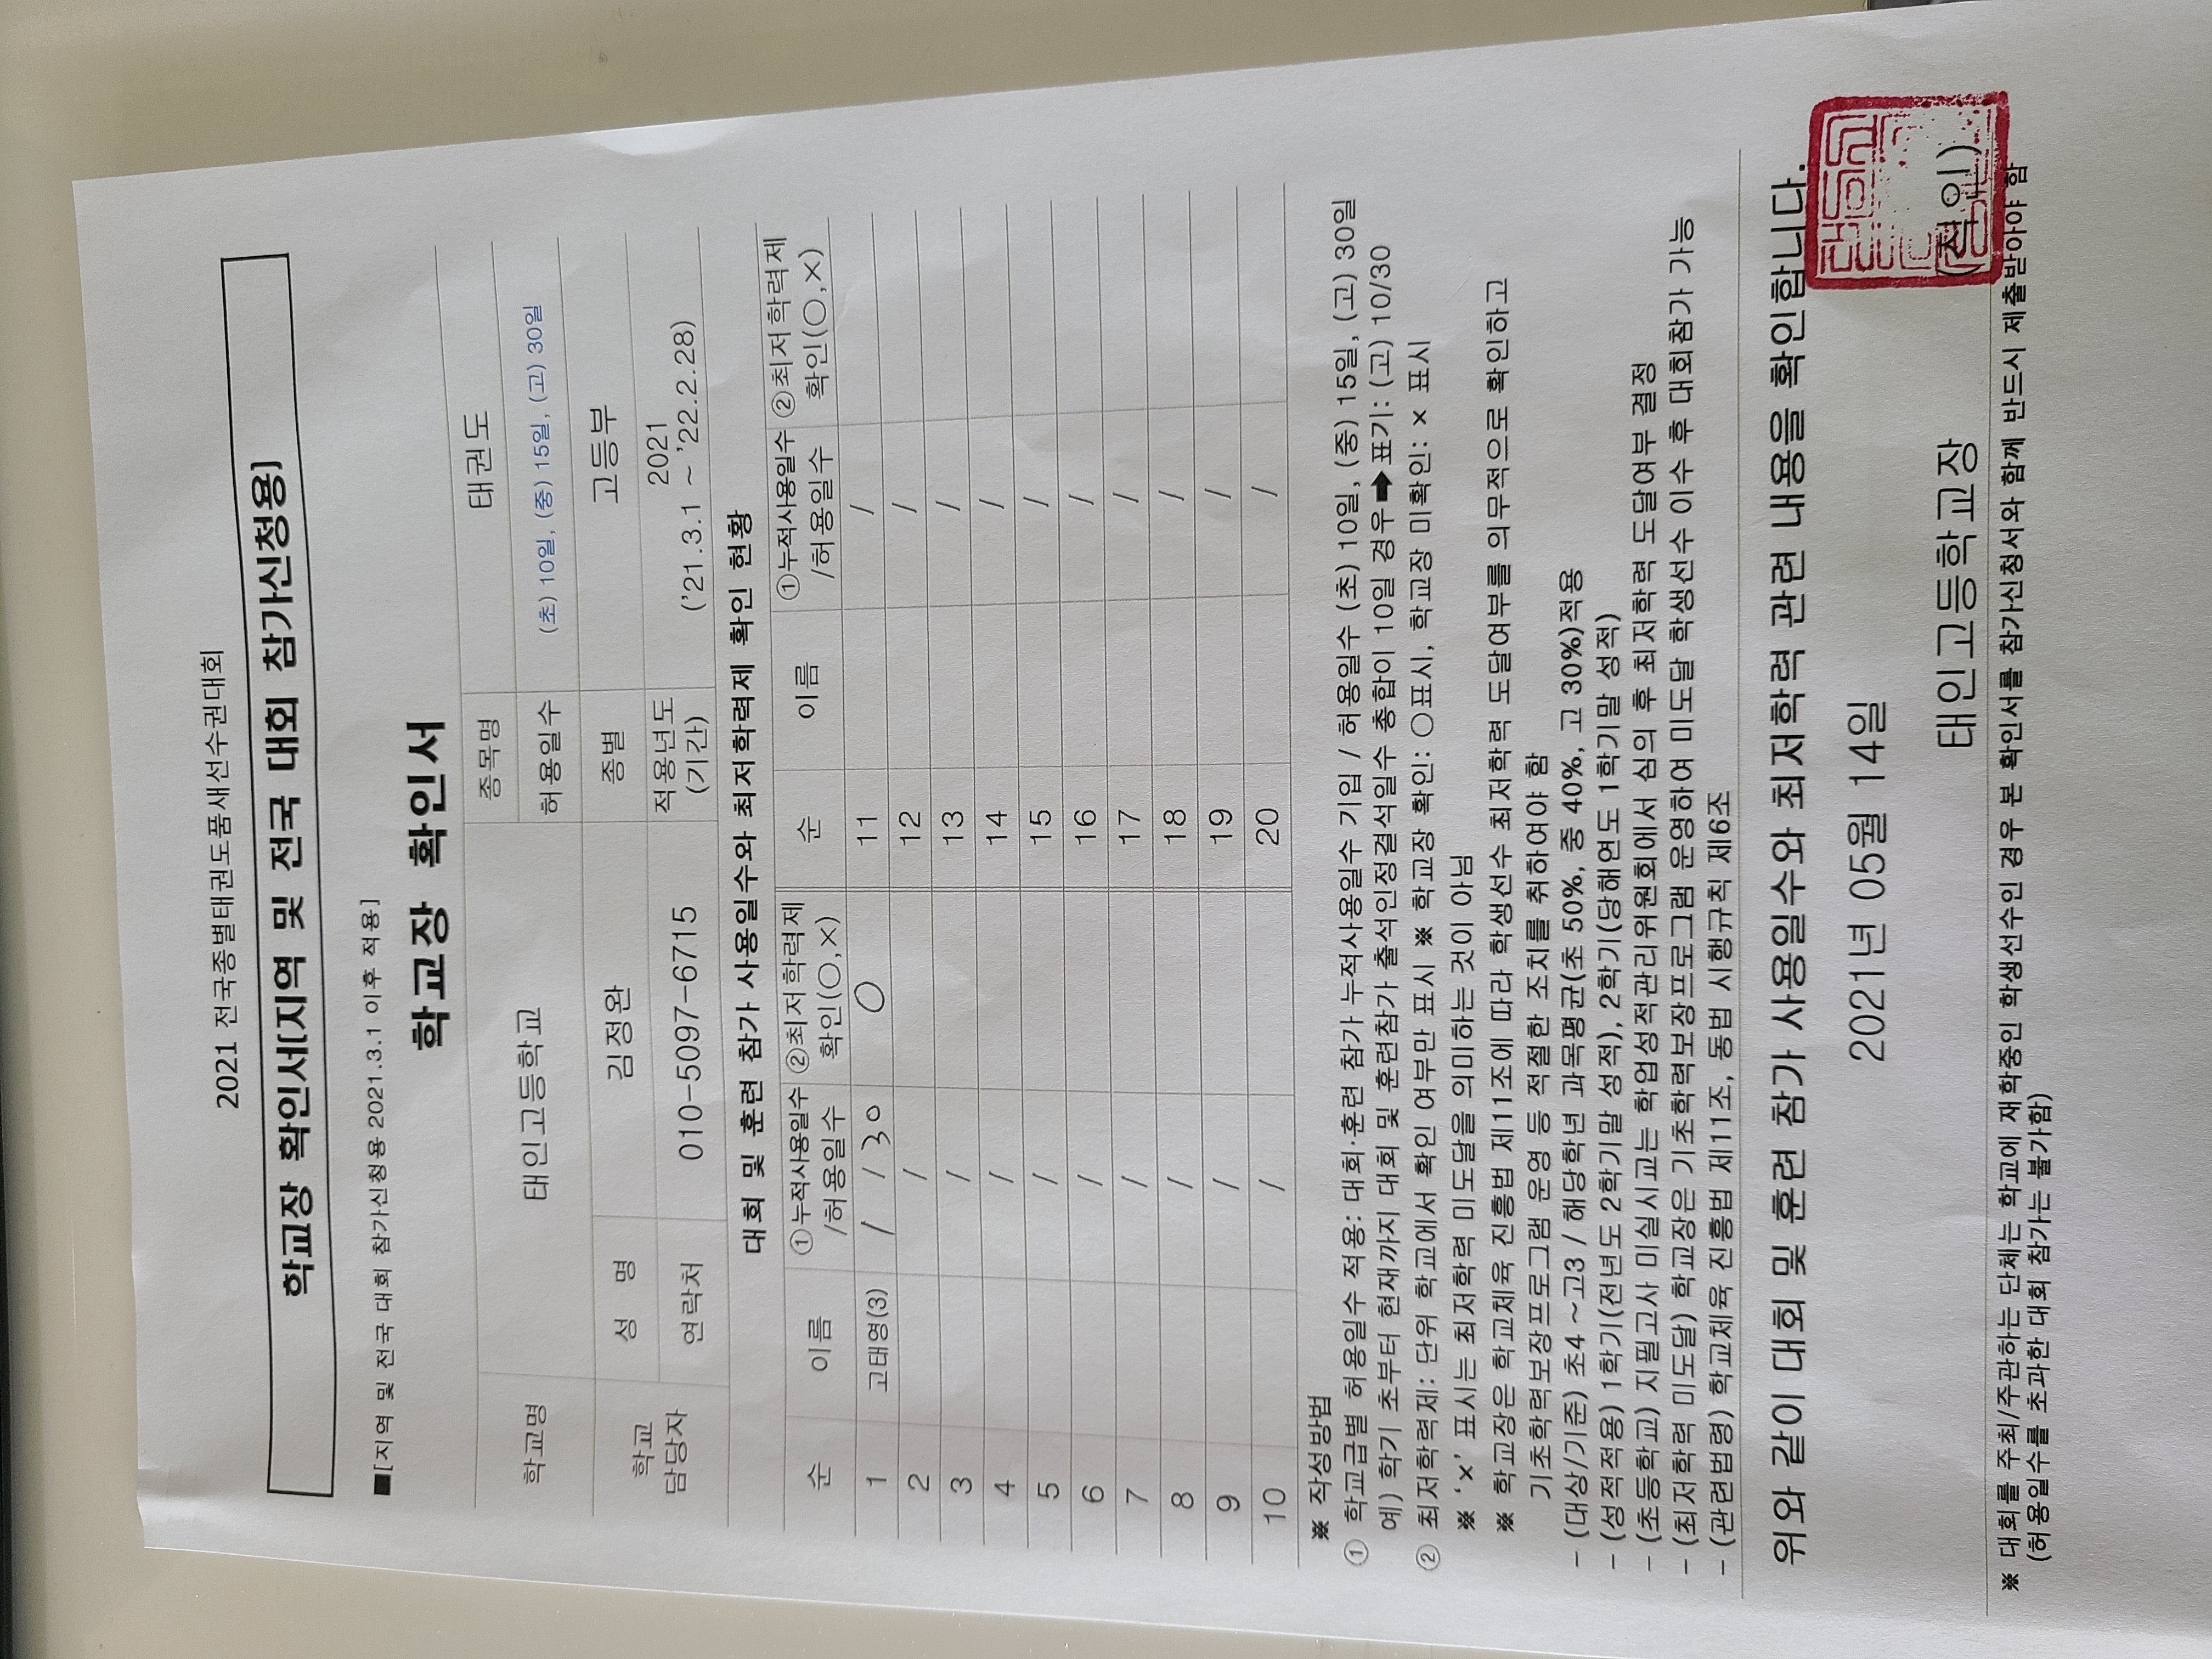 2021 전국종별태권도품새선수권대회
학교장 확인서[지역 및 전국 대회 참가신청용]
■[지역 및 전국 대회 참가신청용 2021.3.1 이후 적용]
학교장 확인서
학교명 태인고등학교 종목명 태권도
허용일수 (초) 10일, (중) 15일, (고) 30일
학교 담당자 성 명 김정완 종별 고등부
연락처 010-5097-6715 적용년도 (기간) 2021 ('21.3.1 ~ '22.2.28)
대회 및 훈련 참가 사용일수와 최저학력제 확인 현황
순 이름 ①누적사용일수 /허용일수 ②최저학력제 확인(○,×) 순 이름 ①누적사용일수 /허용일수 ②최저학력제 확인(○,×)
1 고태영(3) / / 30 ○ 11 /
2 / 12 /
3 / 13 /
4 / 14 /
5 / 15 /
6 / 16 /
7 / 17 /
8 / 18 /
9 / 19 /
10 / 20 /
※ 작성방법
① 학교급별 허용일수 적용: 대회·훈련 참가 누적사용일수 기입 / 허용일수 (초) 10일, (중) 15일, (고) 30일
예) 학기 초부터 현재까지 대회 및 훈련참가 출석인정결석일수 총합이 10일 경우➡표기: (고) 10/30
② 최저학력제: 단위 학교에서 확인 여부만 표시 ※ 학교장 확인: ○표시, 학교장 미확인: × 표시
※ '×' 표시는 최저학력 미도달을 의미하는 것이 아님
※ 학교장은 학교체육 진흥법 제11조에 따라 학생선수 최저학력 도달여부를 의무적으로 확인하고
기초학력보장프로그램 운영 등 적절한 조치를 취하여야 함
- (대상/기준) 초4 ~고3 / 해당학년 과목평균(초 50%, 중 40%, 고 30%)적용
- (성적적용) 1학기(전년도 2학기말 성적), 2학기(당해연도 1학기말 성적)
- (초등학교) 지필고사 미실시교는 학업성적관리위원회에서 심의 후 최저학력 도달여부 결정
- (최저학력 미도달) 학교장은 기초학력보장프로그램 운영하여 미도달 학생선수 이수 후 대회참가 가능
- (관련법령) 학교체육 진흥법 제11조, 동법 시행규칙 제6조
위와 같이 대회 및 훈련 참가 사용일수와 최저학력 관련 내용을 확인합니다.
2021년 05월 14일
태인고등학교장 (직인)
※ 대회를 주최/주관하는 단체는 학교에 재학중인 학생선수인 경우 본 확인서를 참가신청서와 함께 반드시 제출받아야 함
(허용일수를 초과한 대회 참가는 불가함)